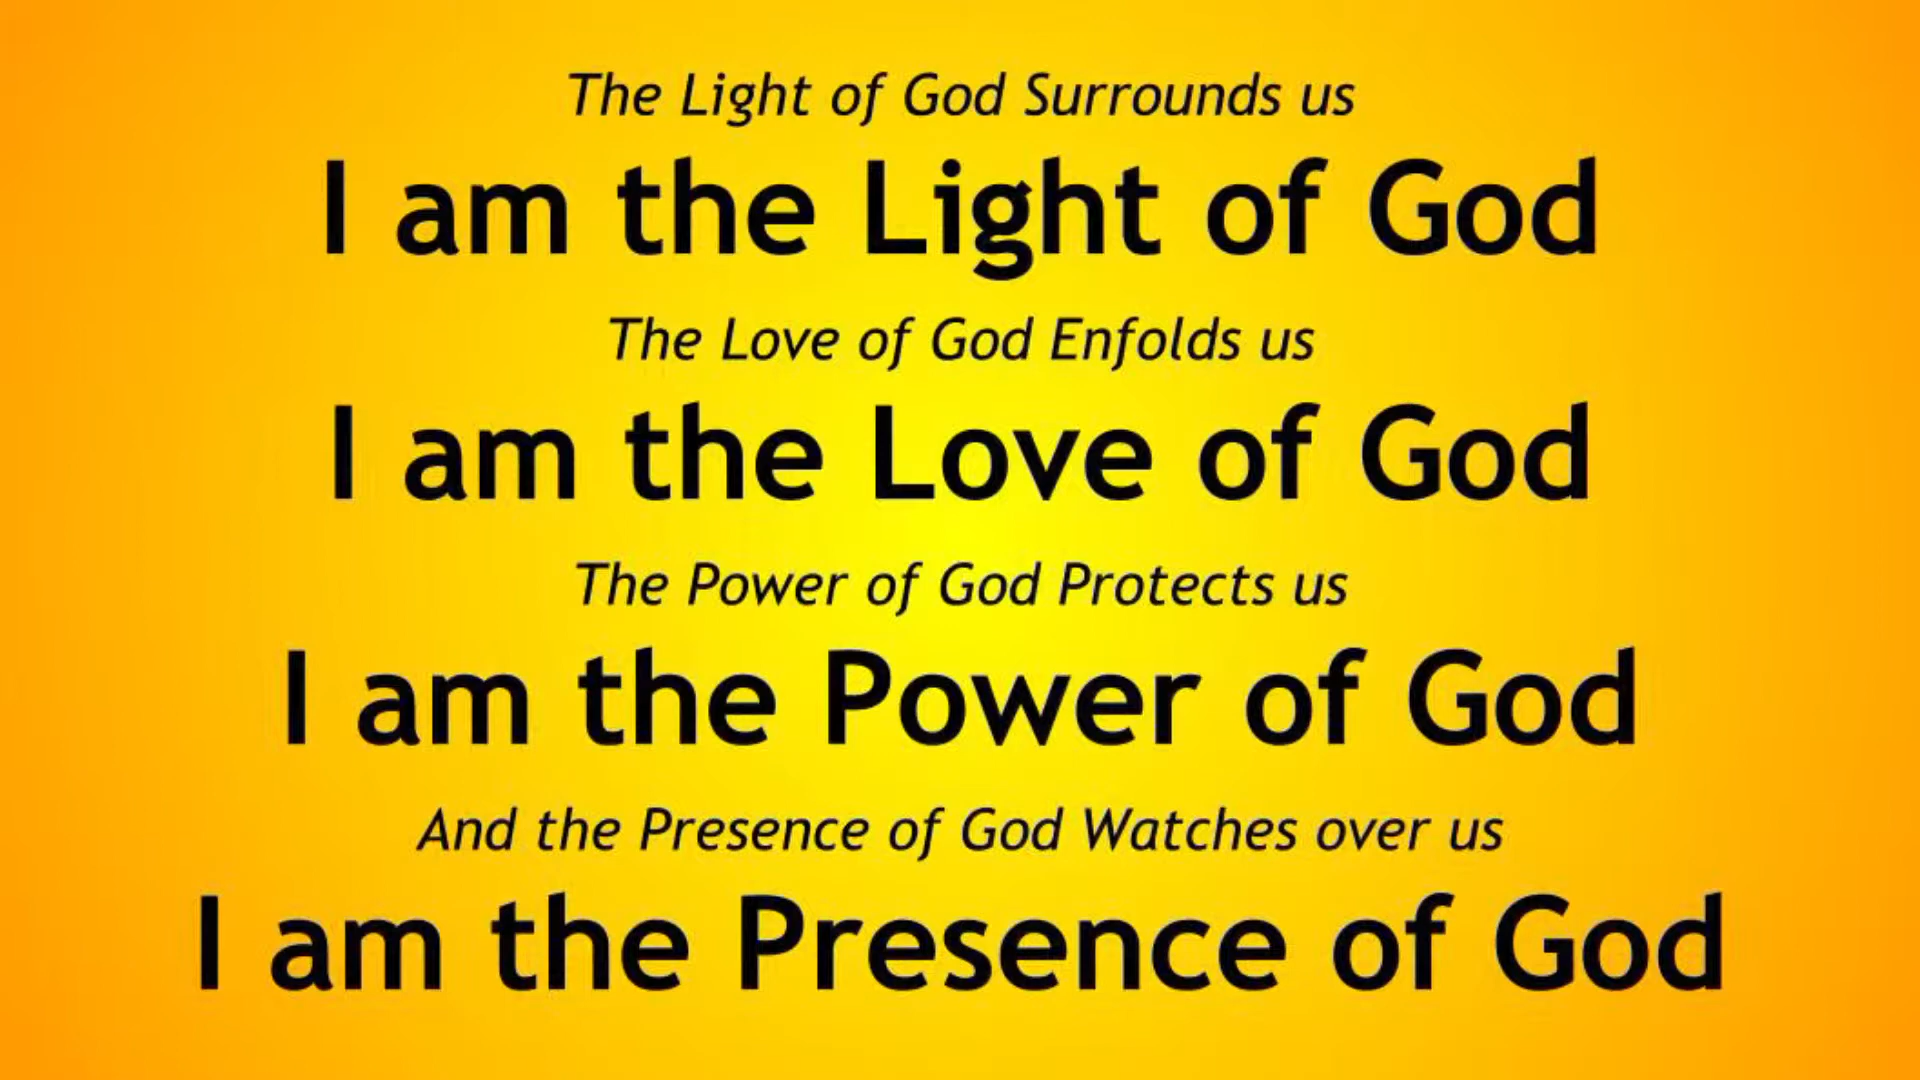 The Light of God Surrounds us
I am the Light of God
The Love of God Enfolds us
I am the Love of God
The Power of God Protects us
I am the Power of God
And the Presence of God Watches over us
I am the Presence of God